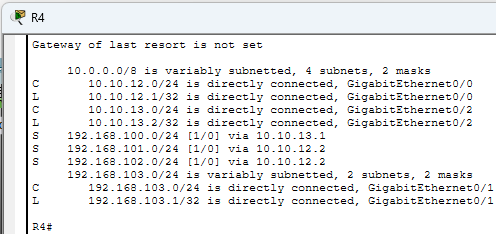 R4
Gateway of last resort is not set
10.0.0.0/8 is variably subnetted, 4 subnets, 2 masks
C 10.10.12.0/24 is directly connected, GigabitEthernet0/0
L 10.10.12.1/32 is directly connected, GigabitEthernet0/0
C 10.10.13.0/24 is directly connected, GigabitEthernet0/2
L 10.10.13.2/32 is directly connected, GigabitEthernet0/2
S 192.168.100.0/24 [1/0] via 10.10.13.1
S 192.168.101.0/24 [1/0] via 10.10.12.2
S 192.168.102.0/24 [1/0] via 10.10.12.2
192.168.103.0/24 is variably subnetted, 2 subnets, 2 masks
C 192.168.103.0/24 is directly connected, GigabitEthernet0/1
L 192.168.103.1/32 is directly connected, GigabitEthernet0/1
R4#